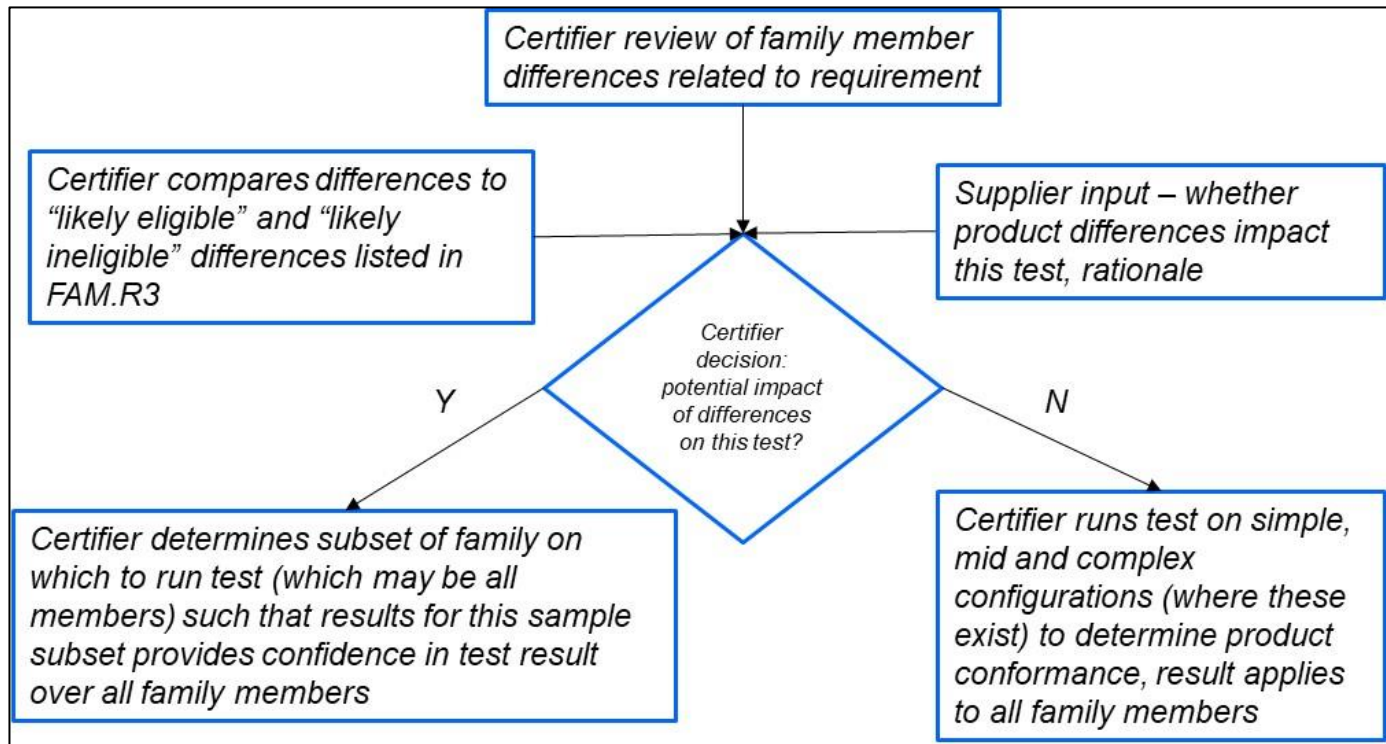 Certifier review of family member
differences related to requirement
Certifier compares differences to
“likely eligible” and “likely
ineligible” differences listed in
FAM.R3
Supplier input – whether
product differences impact
this test, rationale
Certifier
decision:
potential impact
of differences
on this test?
Y
N
Certifier determines subset of family on
which to run test (which may be all
members) such that results for this sample
subset provides confidence in test result
over all family members
Certifier runs test on simple,
mid and complex
configurations (where these
exist) to determine product
conformance, result applies
to all family members